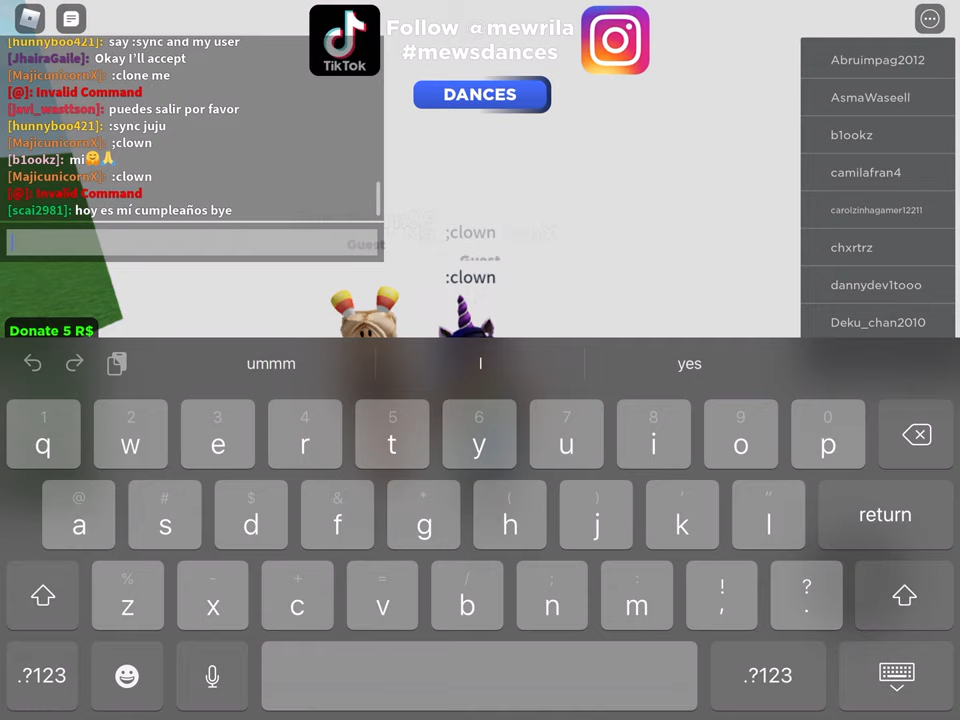 [hunnyboo421]: say :sync and my user
[JhairaGaile]: Okay I'll accept
[MajicunicornX]: :clone me
[@]: Invalid Command
[javi_wasttson]: puedes salir por favor
[hunnyboo421]: :sync juju
[MajicunicornX]: ;clown
[b1ookz]: mi🤗🙏
[MajicunicornX]: :clown
[@]: Invalid Command
[scai2981]: hoy es mí cumpleaños bye
TikTok
Follow @mewrila
#mewsdances
DANCES
Abruimpag2012
AsmaWaseell
b1ookz
camilafran4
carolzinhagamer12211
chxrtrz
dannydev1tooo
Deku_chan2010
;clown
Guest
Guest
:clown
Donate 5 R$
ummm
I
yes
1 2 3 4 5 6 7 8 9 0
q w e r t y u i o p
@ # $ & * ( ) ' "
a s d f g h j k l return
% - + = / ; : ! ?
z x c v b n m , .
.?123 .?123